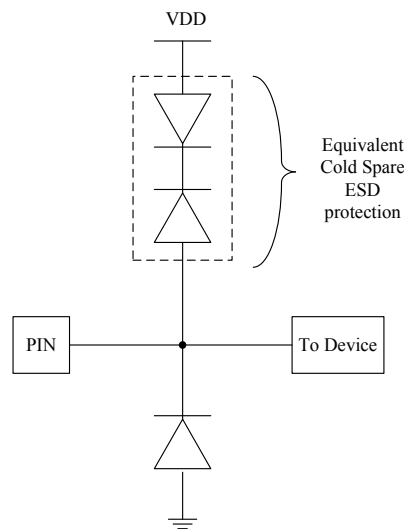 VDD
Equivalent
Cold Spare
ESD
protection
PIN
To Device